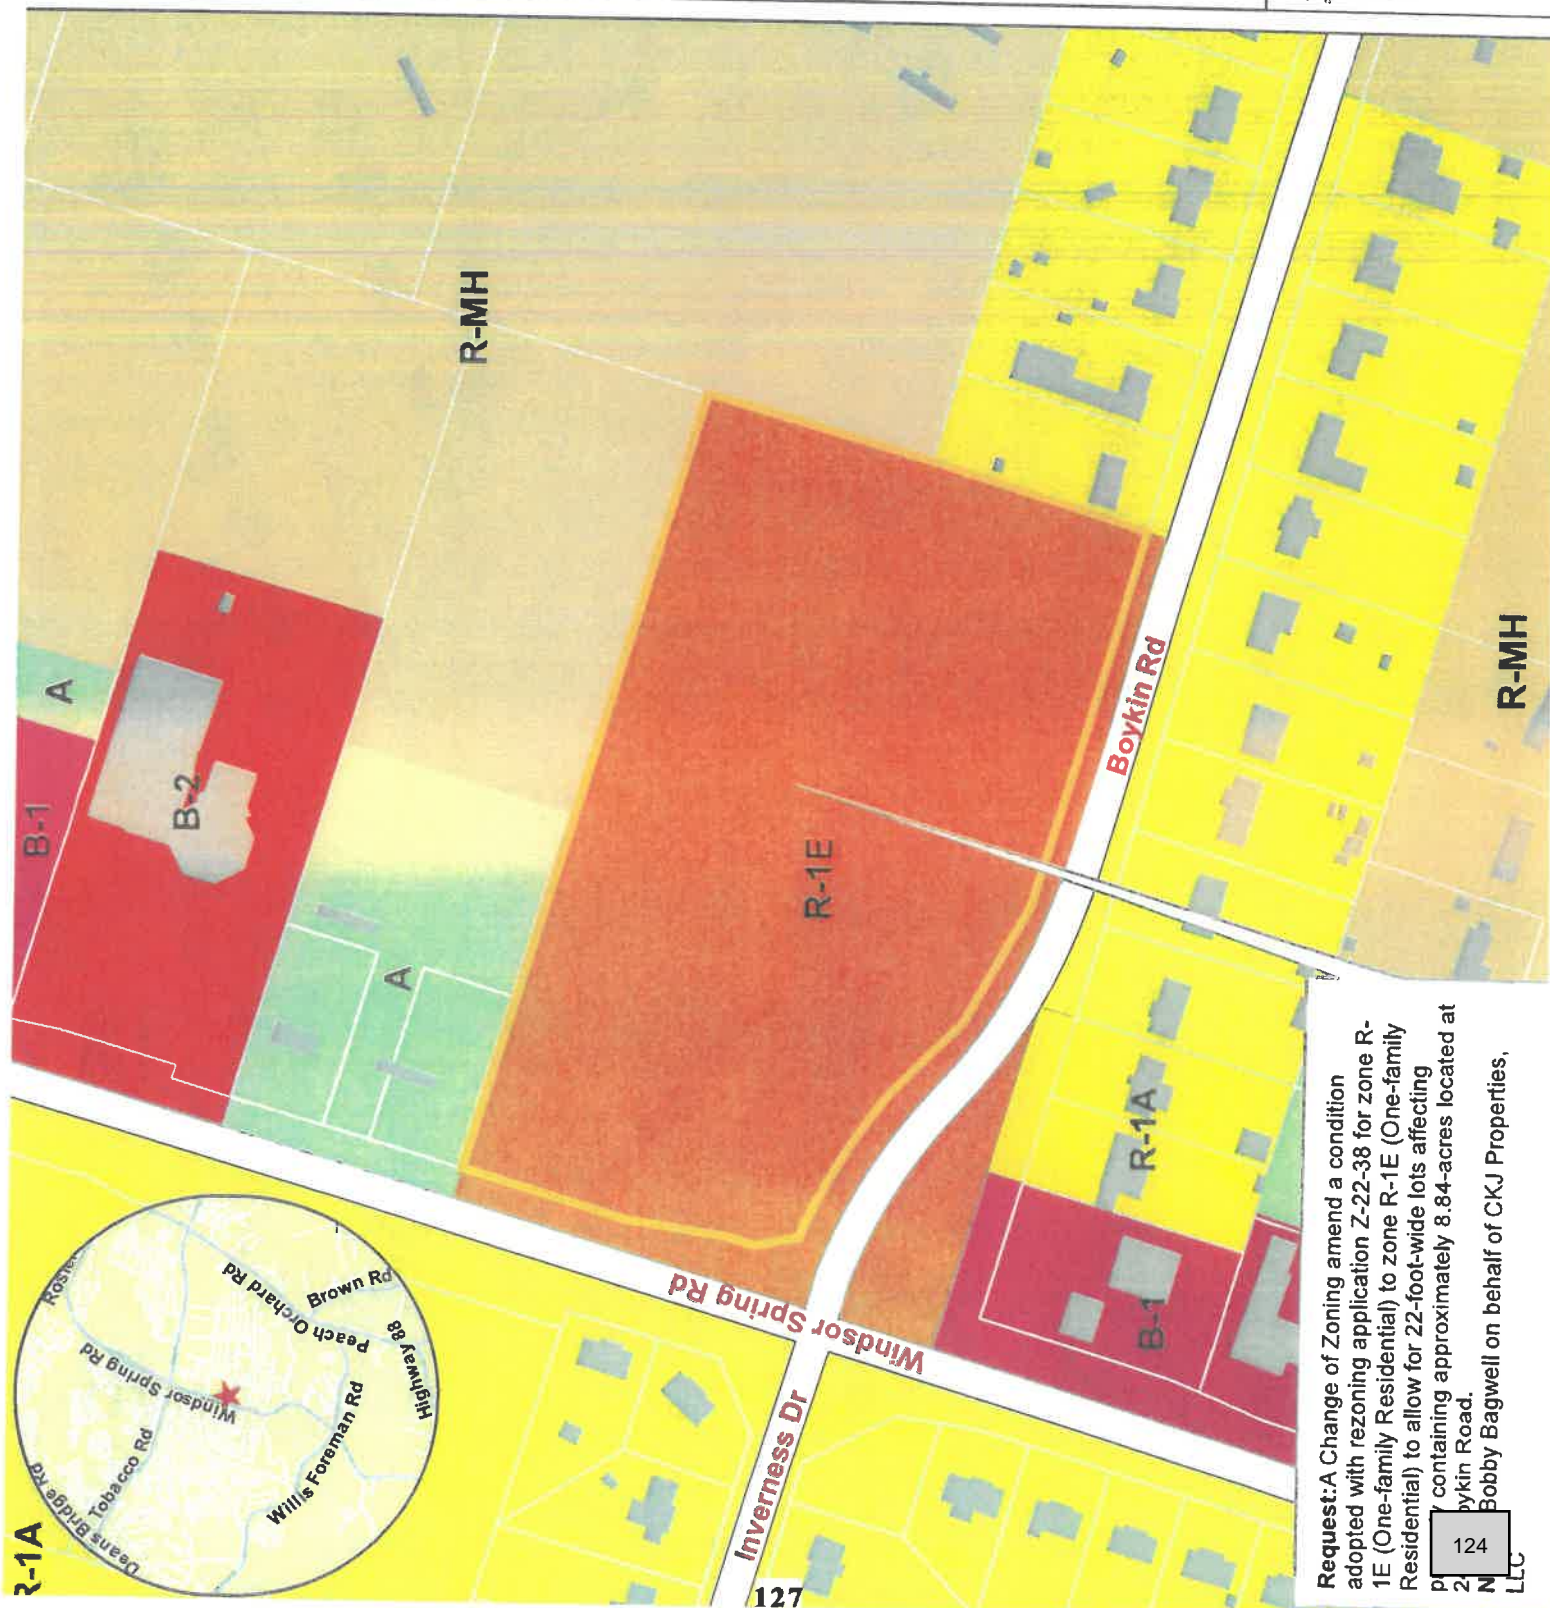 R-1A
B-1
A
B-2
A
R-MH
R-1E
R-MH
R-1A
B-1
Boykin Rd
Windsor Spring Rd
Inverness Dr
Deans Bridge Rd
Tobacco Rd
Windsor Spring Rd
Willis Foreman Rd
Peach Orchard Rd
Brown Rd
Highway 88
Request:A Change of Zoning amend a condition
adopted with rezoning application Z-22-38 for zone R-
1E (One-family Residential) to zone R-1E (One-family
Residential) to allow for 22-foot-wide lots affecting
containing approximately 8.84-acres located at
Road.
Bobby Bagwell on behalf of CKJ Properties,
LLC
124
127